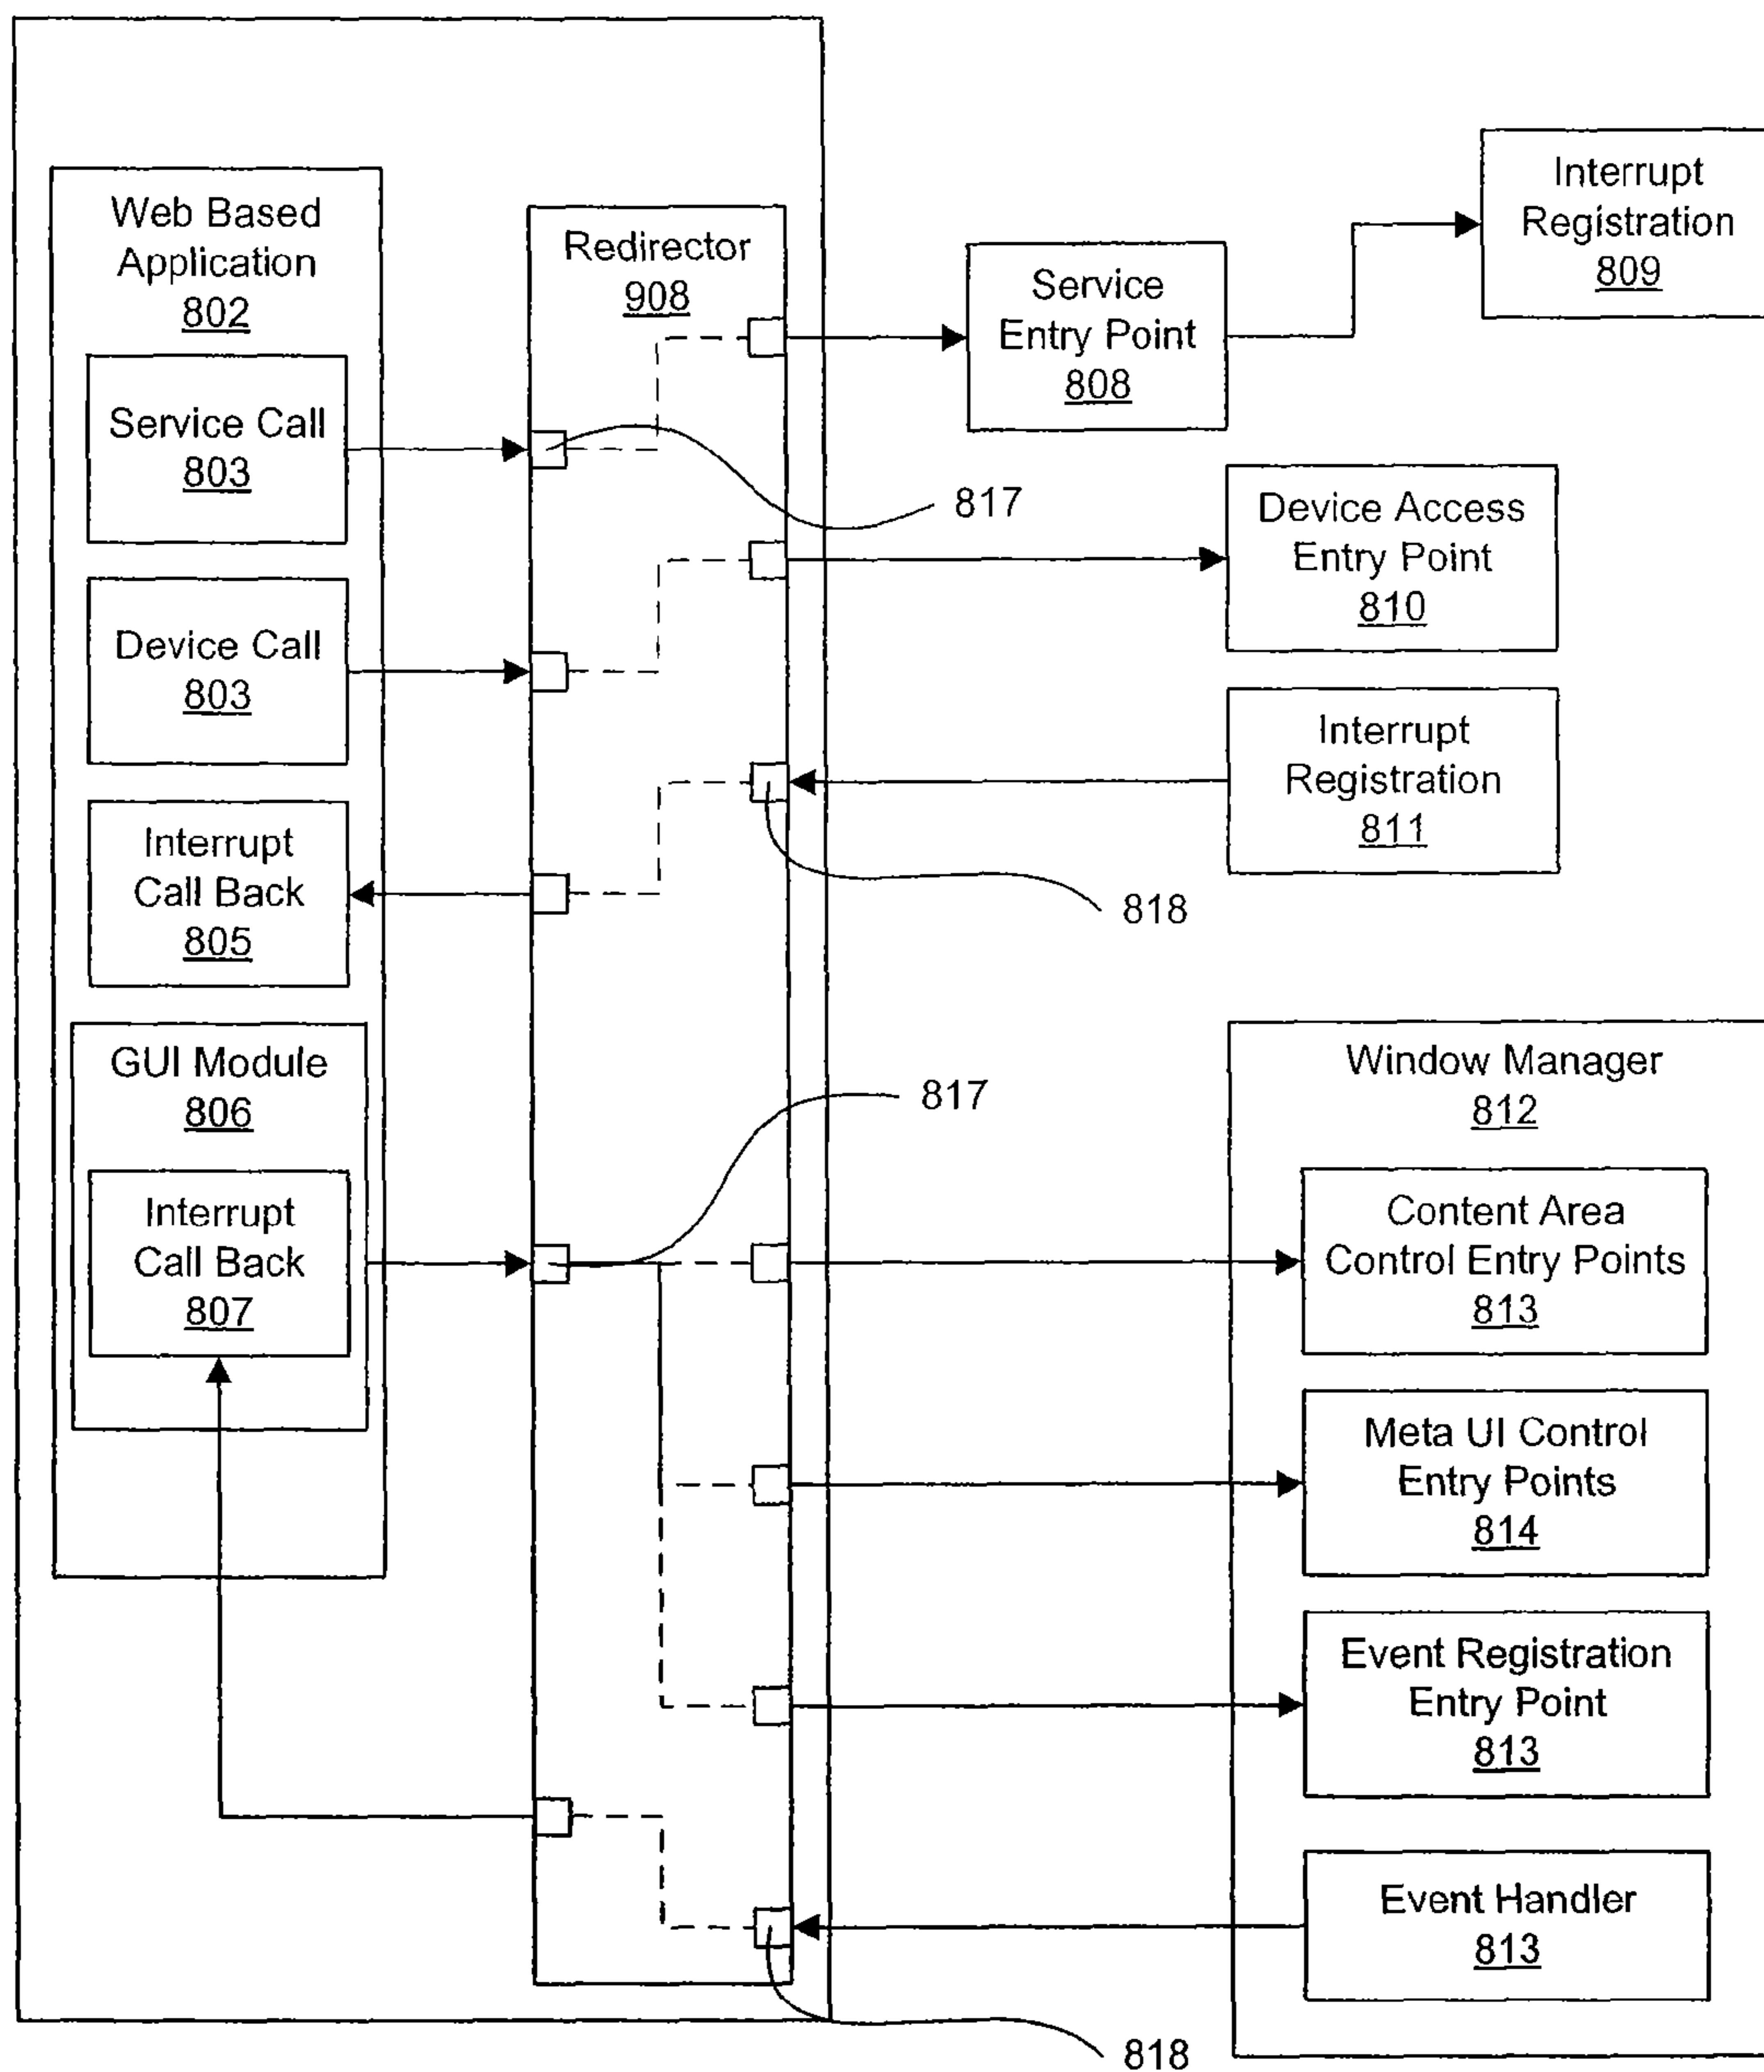 Web Based
Application
802
Service Call
803
Device Call
803
Interrupt
Call Back
805
GUI Module
806
Interrupt
Call Back
807
Redirector
908
817
818
817
818
Service
Entry Point
808
Interrupt
Registration
809
Device Access
Entry Point
810
Interrupt
Registration
811
Window Manager
812
Content Area
Control Entry Points
813
Meta UI Control
Entry Points
814
Event Registration
Entry Point
813
Event Handler
813